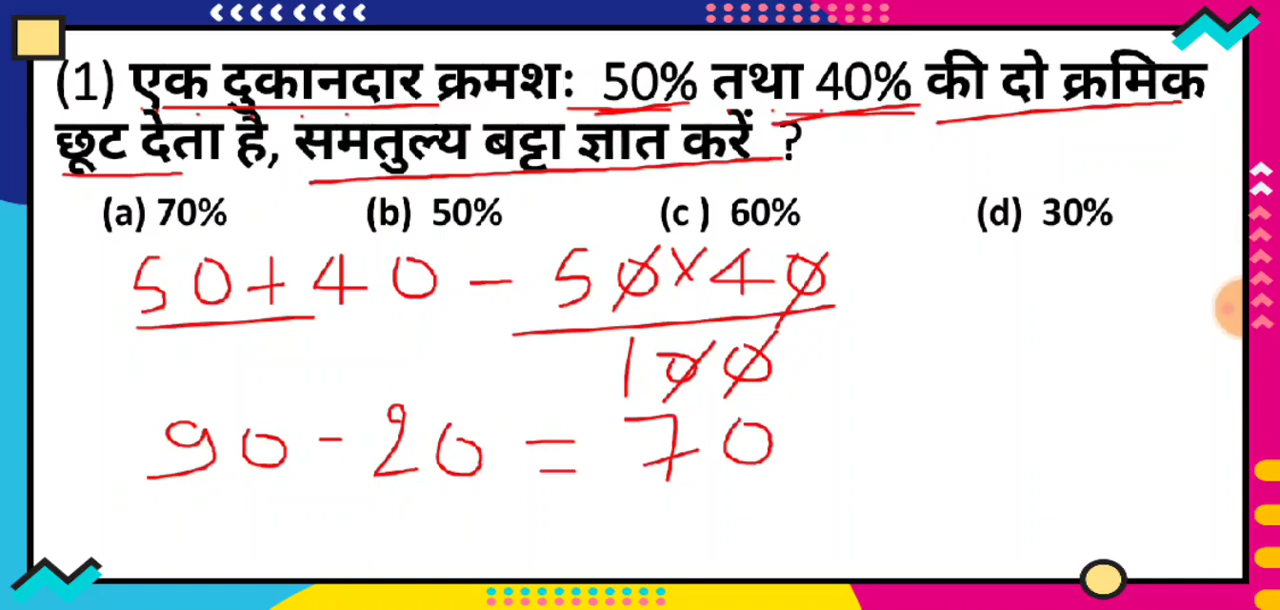 (1) एक दुकानदार क्रमशः 50% तथा 40% की दो क्रमिक
छूट देता है, समतुल्य बट्टा ज्ञात करें ?
(a) 70% (b) 50% (c ) 60% (d) 30%
50+40 - 50×40
100
90-20 = 70